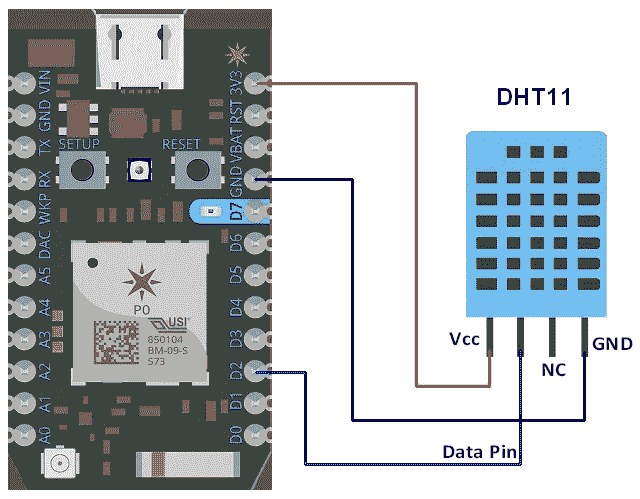 VIN
GND
TX
RX
WKP
DAC
A5
A4
A3
A2
A1
A0
SETUP
RESET
3V3
RST
VBAT
GND
D7
D6
D5
D4
D3
D2
D1
D0
PO
USI
850104
BM-09-S
573
DHT11
Vcc
NC
GND
Data Pin